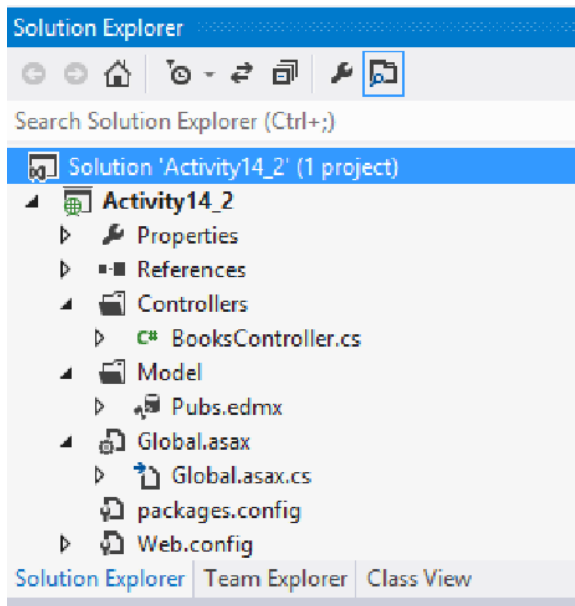 Solution Explorer
Search Solution Explorer (Ctrl+;)
Solution 'Activity14_2' (1 project)
Activity14_2
Properties
References
Controllers
C# BooksController.cs
Model
Pubs.edmx
Global.asax
Global.asax.cs
packages.config
Web.config
Solution Explorer Team Explorer Class View